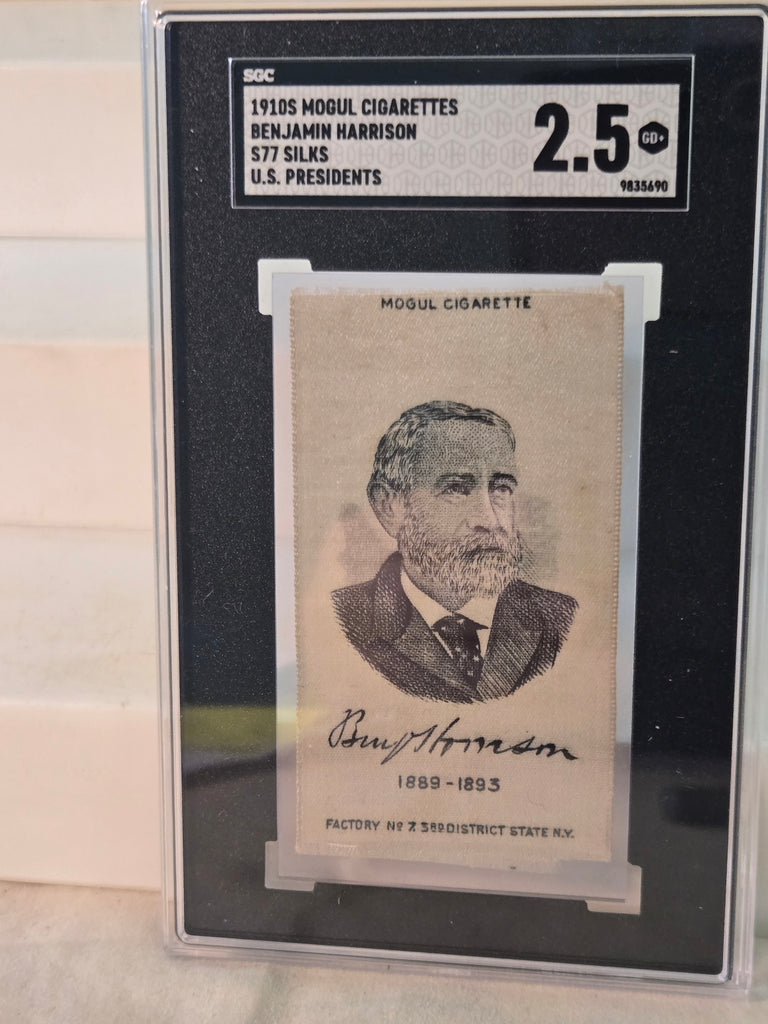 SGC
1910S MOGUL CIGARETTES
BENJAMIN HARRISON
S77 SILKS
U.S. PRESIDENTS
2.5
GD+
9835690
MOGUL CIGARETTE
Benj Harrison
1889-1893
FACTORY Nº 7. 3RD DISTRICT STATE N.Y.